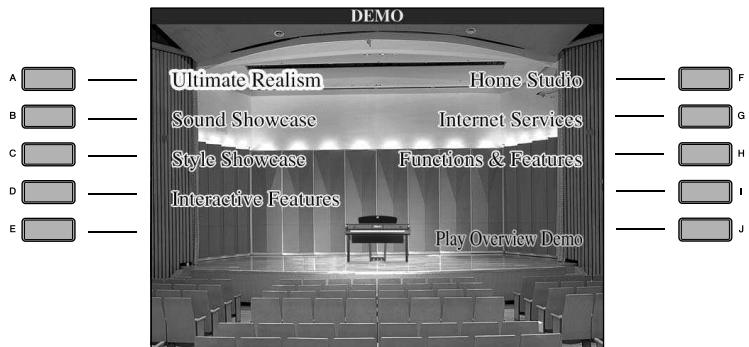 DEMO
A Ultimate Realism Home Studio F
B Sound Showcase Internet Services G
C Style Showcase Functions & Features H
D Interactive Features I
E Play Overview Demo J